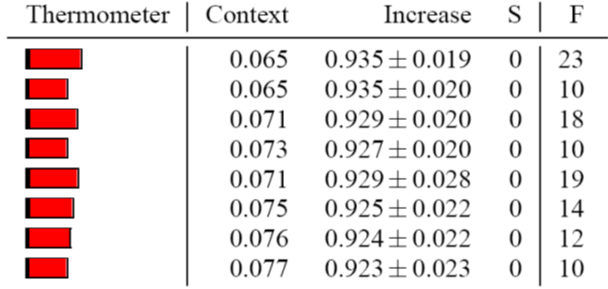 Thermometer Context Increase S F
0.065 0.935 ± 0.019 0 23
0.065 0.935 ± 0.020 0 10
0.071 0.929 ± 0.020 0 18
0.073 0.927 ± 0.020 0 10
0.071 0.929 ± 0.028 0 19
0.075 0.925 ± 0.022 0 14
0.076 0.924 ± 0.022 0 12
0.077 0.923 ± 0.023 0 10